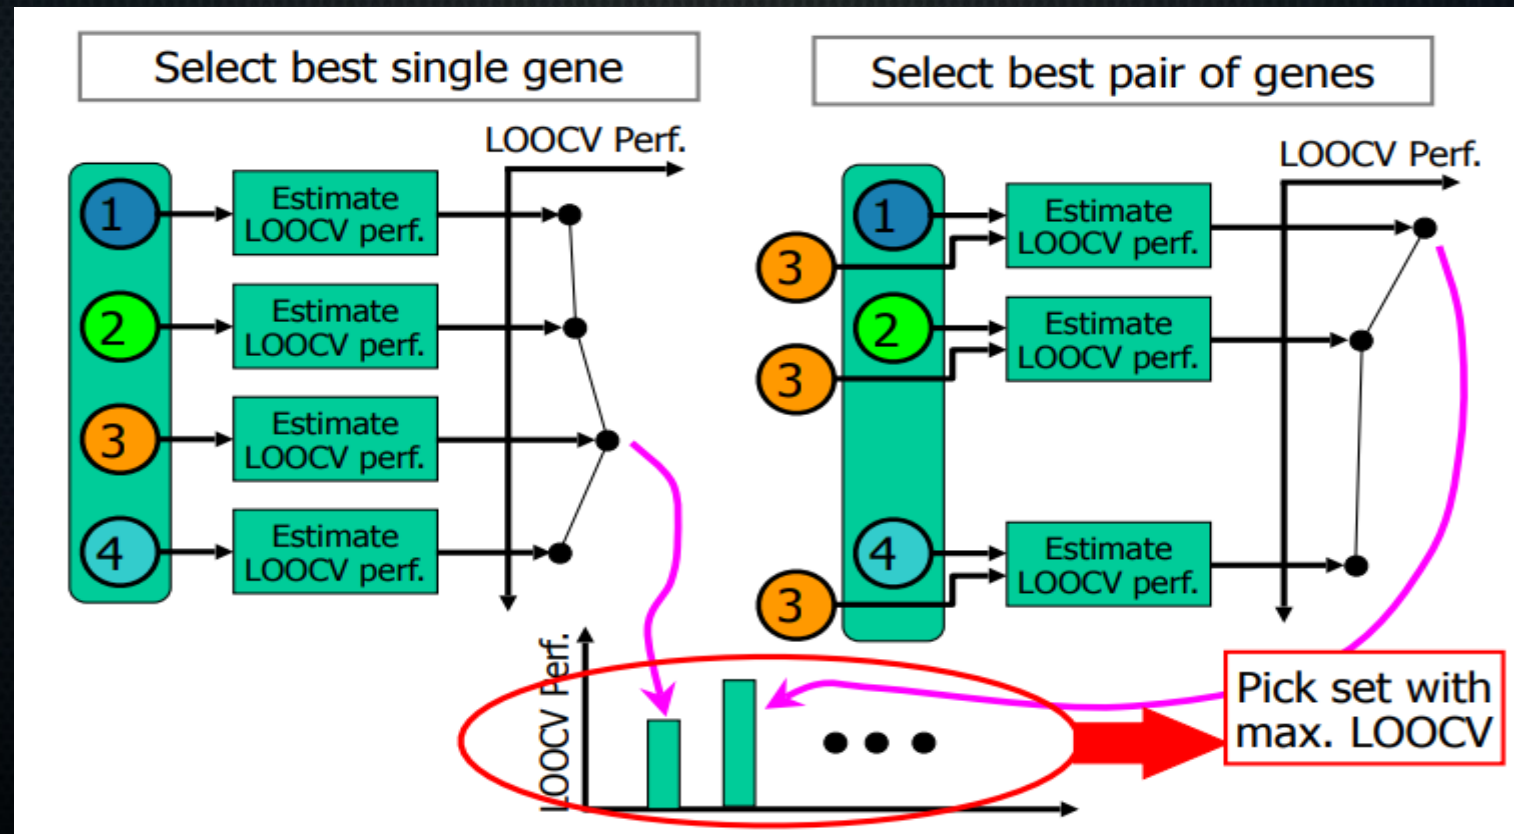 Select best single gene
LOOCV Perf.
1
Estimate
LOOCV perf.
2
Estimate
LOOCV perf.
3
Estimate
LOOCV perf.
4
Estimate
LOOCV perf.
Select best pair of genes
LOOCV Perf.
1
3
Estimate
LOOCV perf.
2
3
Estimate
LOOCV perf.
4
3
Estimate
LOOCV perf.
LOOCV Perf.
Pick set with
max. LOOCV